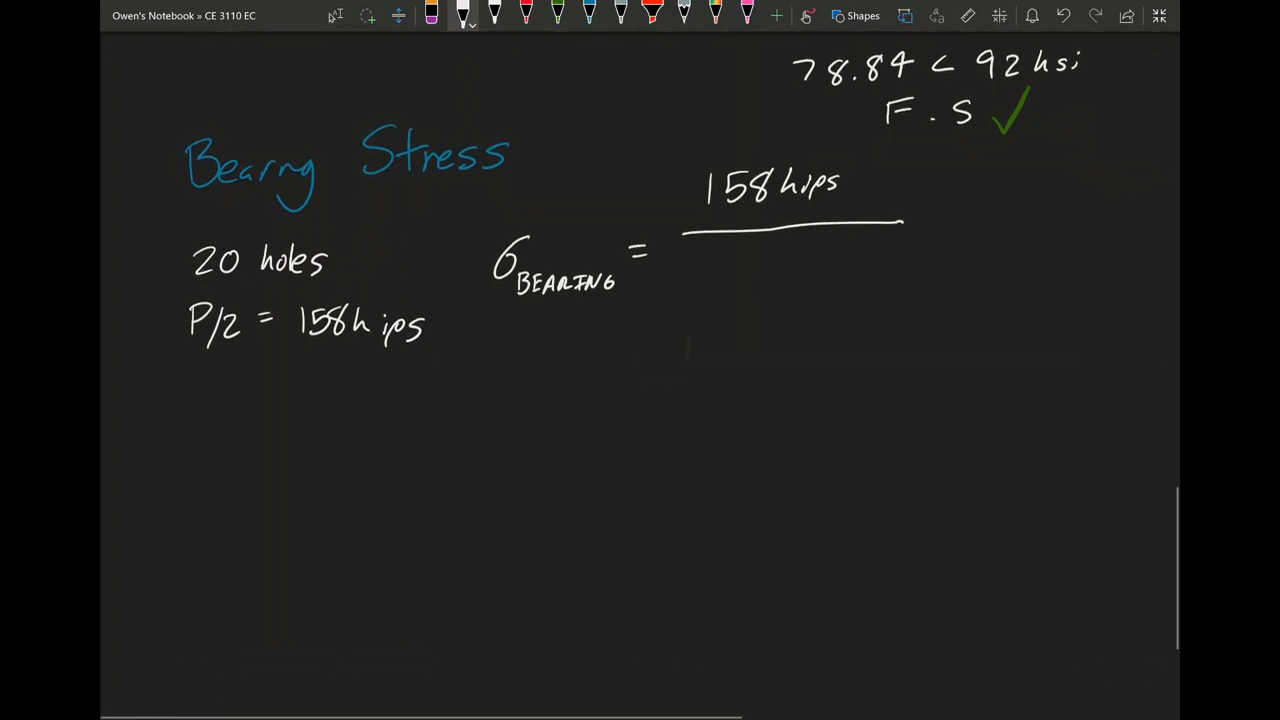 Owen's Notebook » CE 3110 EC
Shapes
78.84 < 92 ksi
F.S ✓
Bearing Stress
158 kips
20 holes
σBEARING =
P/2 = 158 kips